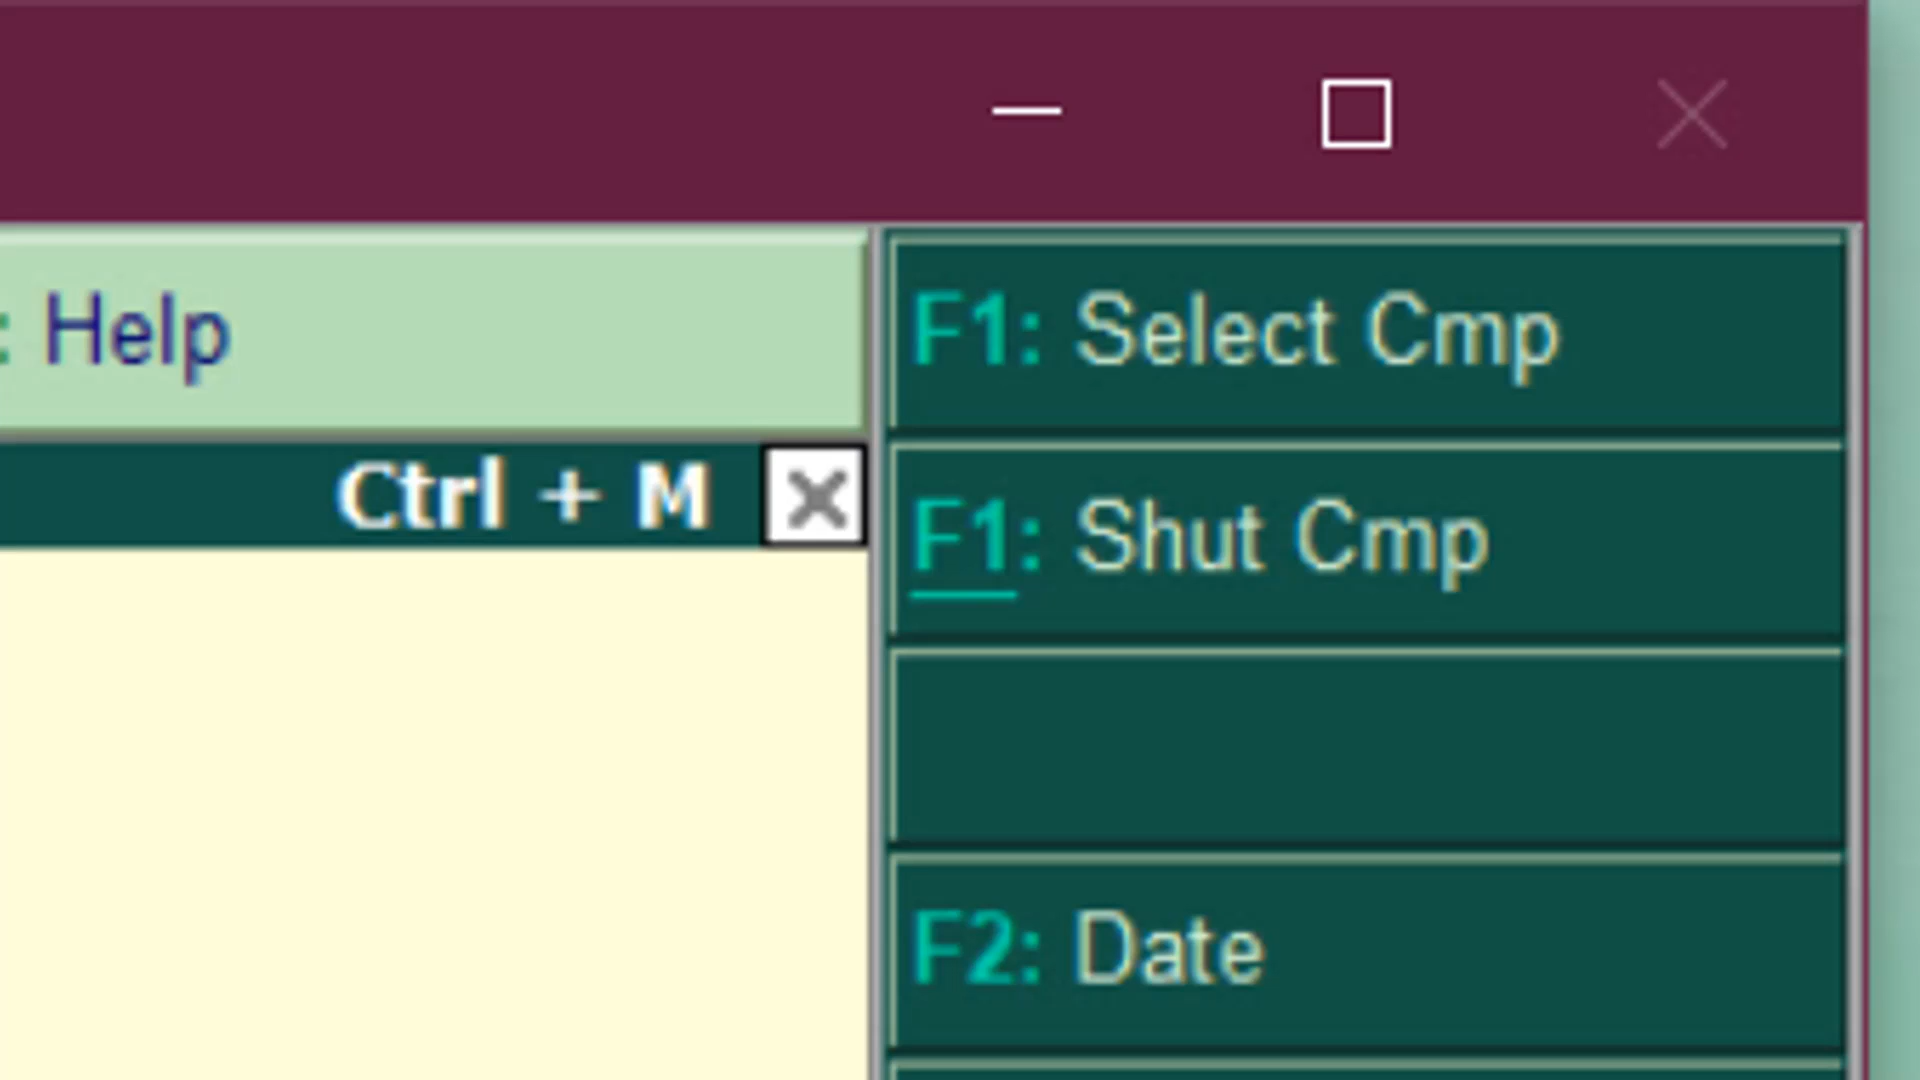 : Help
F1: Select Cmp
Ctrl + M
F1: Shut Cmp
F2: Date